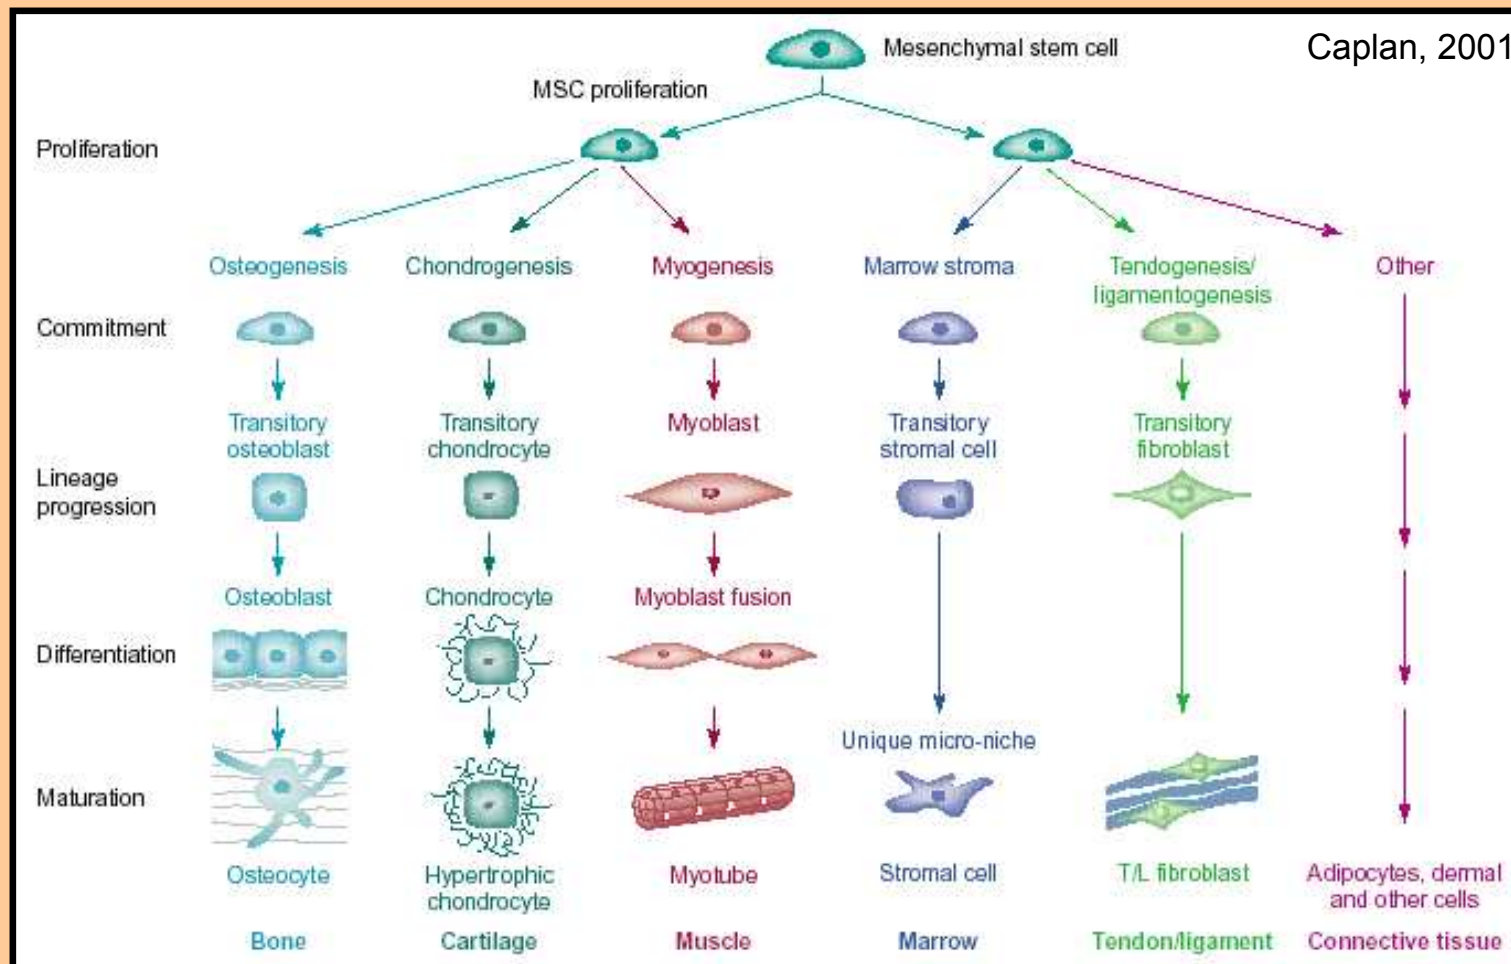 Mesenchymal stem cell
Caplan, 2001
MSC proliferation
Proliferation
Osteogenesis
Chondrogenesis
Myogenesis
Marrow stroma
Tendogenesis/
ligamentogenesis
Other
Commitment
Transitory
osteoblast
Transitory
chondrocyte
Myoblast
Transitory
stromal cell
Transitory
fibroblast
Lineage
progression
Osteoblast
Chondrocyte
Myoblast fusion
Differentiation
Unique micro-niche
Maturation
Osteocyte
Hypertrophic
chondrocyte
Myotube
Stromal cell
T/L fibroblast
Adipocytes, dermal
and other cells
Bone
Cartilage
Muscle
Marrow
Tendon/ligament
Connective tissue